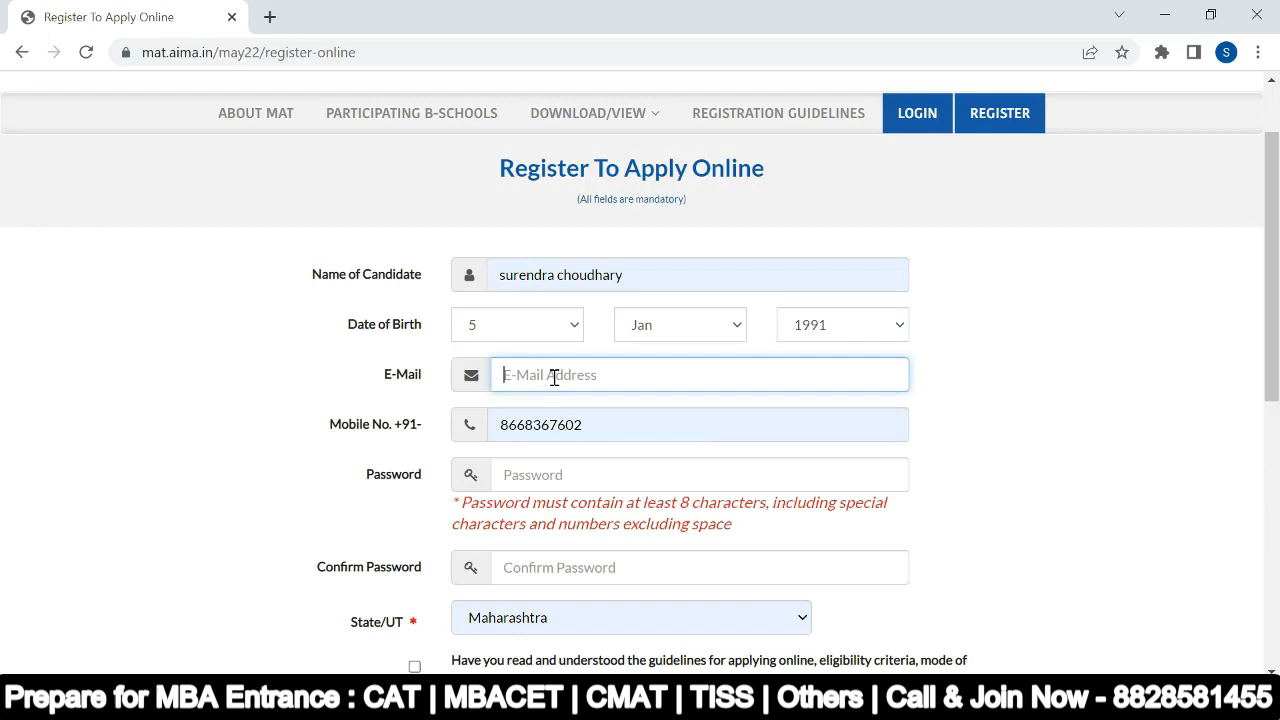 Register To Apply Online
mat.aima.in/may22/register-online
S
ABOUT MAT PARTICIPATING B-SCHOOLS DOWNLOAD/VIEW REGISTRATION GUIDELINES LOGIN REGISTER
Register To Apply Online
(All fields are mandatory)
Name of Candidate surendra choudhary
Date of Birth 5 Jan 1991
E-Mail E-Mail Address
Mobile No. +91- 8668367602
Password Password
* Password must contain at least 8 characters, including special
characters and numbers excluding space
Confirm Password Confirm Password
State/UT * Maharashtra
Have you read and understood the guidelines for applying online, eligibility criteria, mode of
Prepare for MBA Entrance : CAT | MBACET | CMAT | TISS | Others | Call & Join Now - 8828581455